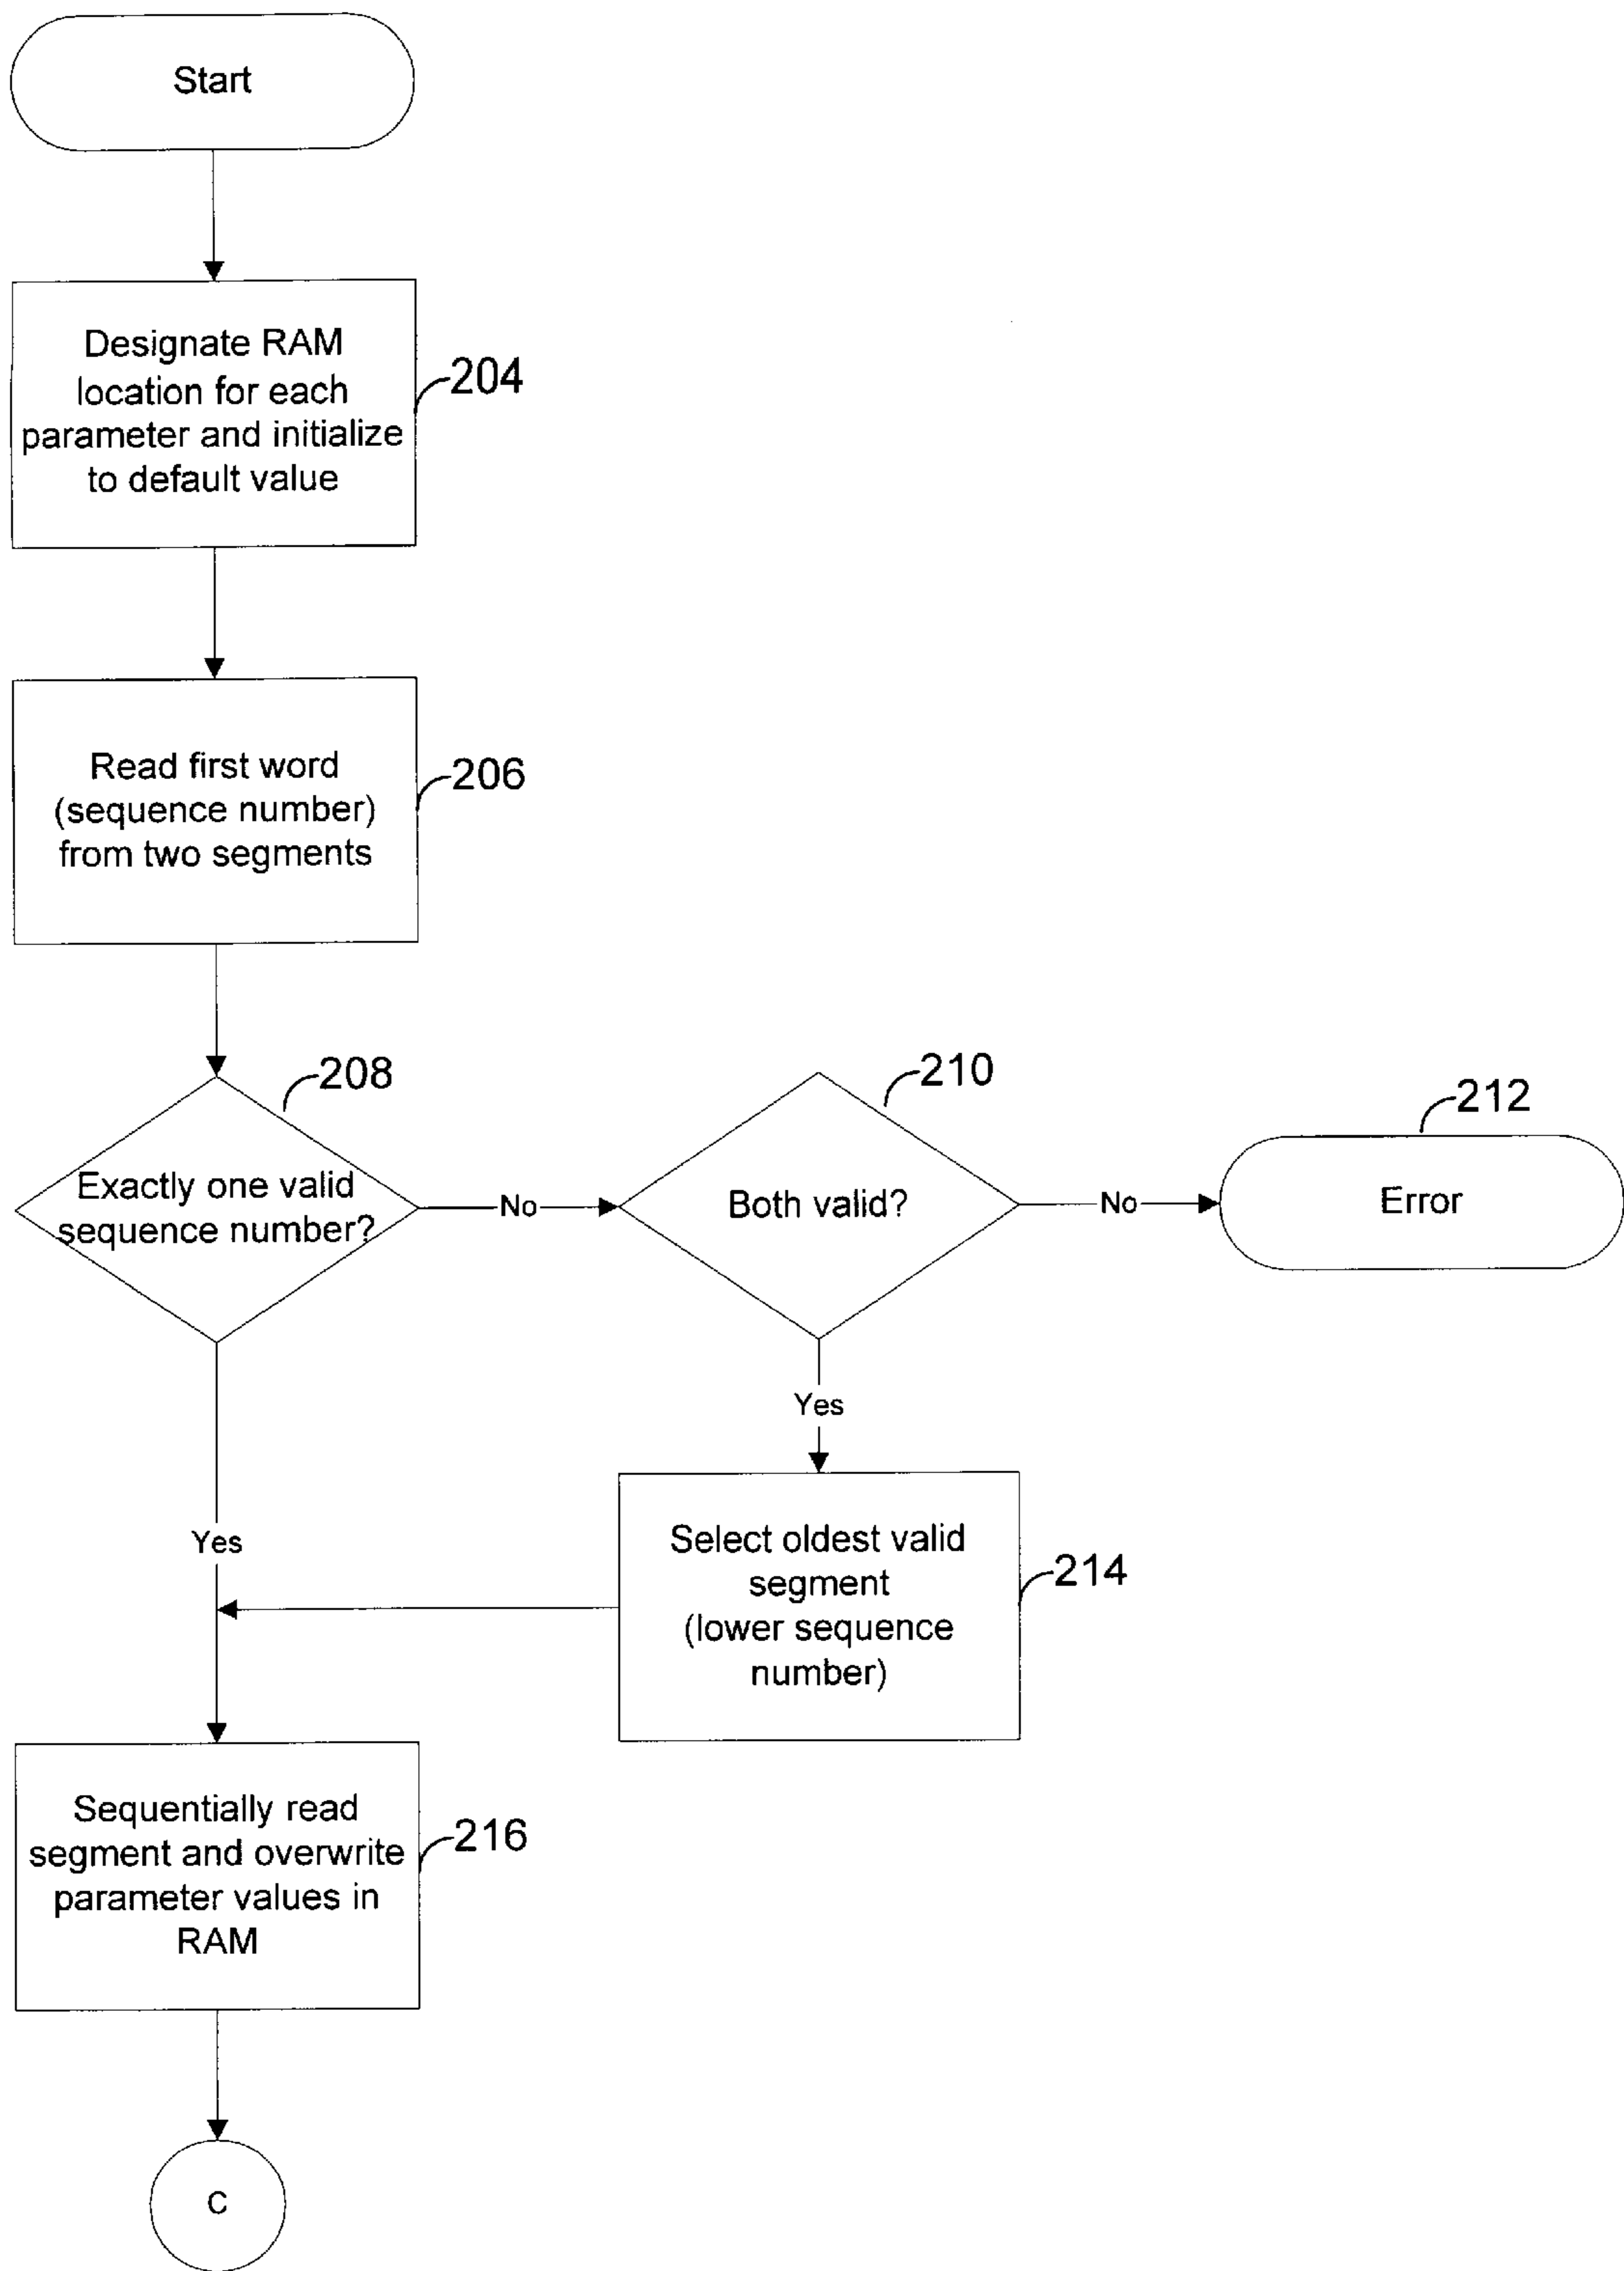 Start
Designate RAM
location for each
parameter and initialize
to default value
204
Read first word
(sequence number)
from two segments
206
208
Exactly one valid
sequence number?
No
210
Both valid?
No
212
Error
Yes
Yes
Select oldest valid
segment
(lower sequence
number)
214
Sequentially read
segment and overwrite
parameter values in
RAM
216
C